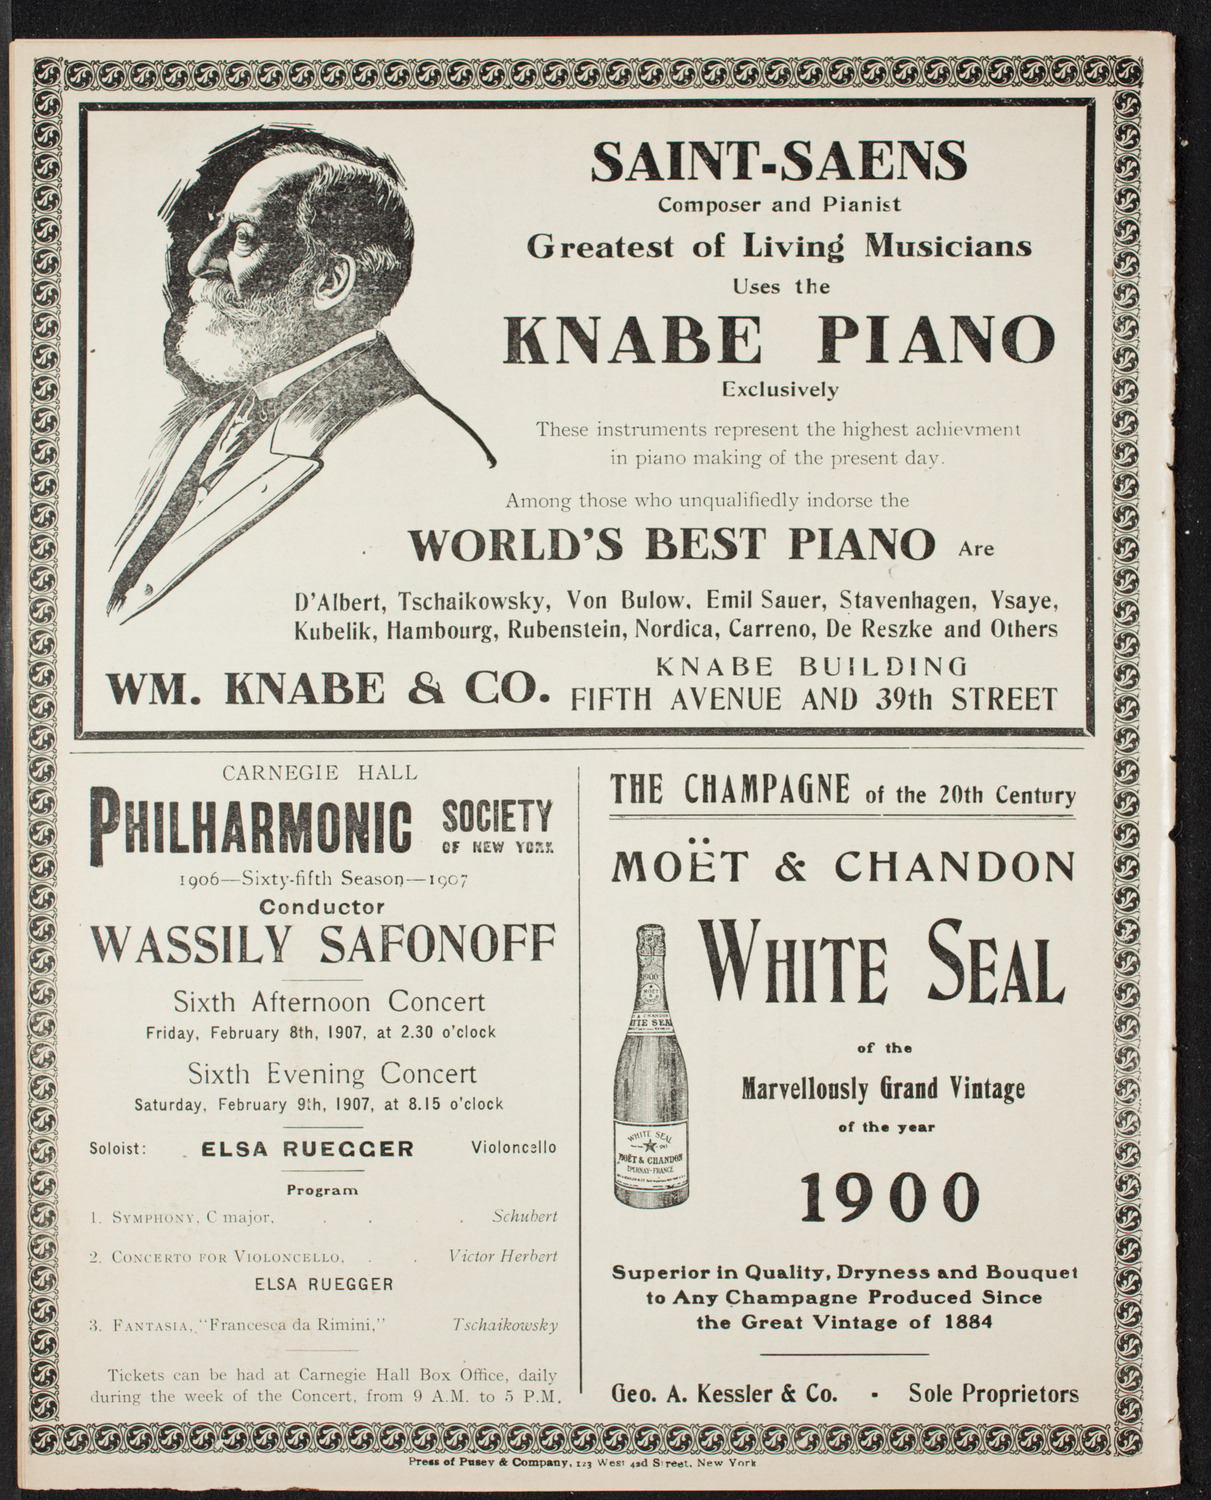 SAINT-SAENS
Composer and Pianist
Greatest of Living Musicians
Uses the
KNABE PIANO
Exclusively
These instruments represent the highest achievment
in piano making of the present day.
Among those who unqualifiedly indorse the
WORLD'S BEST PIANO Are
D'Albert, Tschaikowsky, Von Bulow, Emil Sauer, Stavenhagen, Ysaye,
Kubelik, Hambourg, Rubenstein, Nordica, Carreno, De Reszke and Others
WM. KNABE & CO.
KNABE BUILDING
FIFTH AVENUE AND 39th STREET
CARNEGIE HALL
PHILHARMONIC SOCIETY
OF NEW YORK
1906—Sixty-fifth Season—1907
Conductor
WASSILY SAFONOFF
Sixth Afternoon Concert
Friday, February 8th, 1907, at 2.30 o'clock
Sixth Evening Concert
Saturday, February 9th, 1907, at 8.15 o'clock
Soloist: ELSA RUEGGER Violoncello
Program
1. SYMPHONY, C major, . . . Schubert
2. CONCERTO FOR VIOLONCELLO, . . Victor Herbert
ELSA RUEGGER
3. FANTASIA, "Francesca da Rimini," Tschaikowsky
Tickets can be had at Carnegie Hall Box Office, daily
during the week of the Concert, from 9 A.M. to 5 P.M.
THE CHAMPAGNE of the 20th Century
MOËT & CHANDON
WHITE SEAL
1900
MOËT
& CHANDON
ITE SEA
WHITE SEAL
MOËT & CHANDON
EPERNAY-FRANCE
of the
Marvellously Grand Vintage
of the year
1900
Superior in Quality, Dryness and Bouquet
to Any Champagne Produced Since
the Great Vintage of 1884
Geo. A. Kessler & Co. - Sole Proprietors
Press of Pusey & Company, 123 West 42d Street, New York